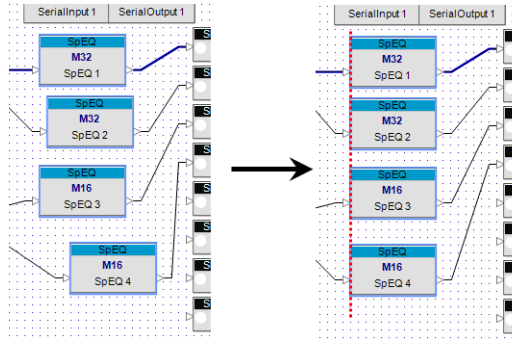 SerialInput 1 SerialOutput 1
SpEQ
M32
SpEQ 1
SpEQ
M32
SpEQ 2
SpEQ
M16
SpEQ 3
SpEQ
M16
SpEQ 4
S
S
S
S
S
S
S
S
SerialInput 1 SerialOutput 1
SpEQ
M32
SpEQ 1
SpEQ
M32
SpEQ 2
SpEQ
M16
SpEQ 3
SpEQ
M16
SpEQ 4